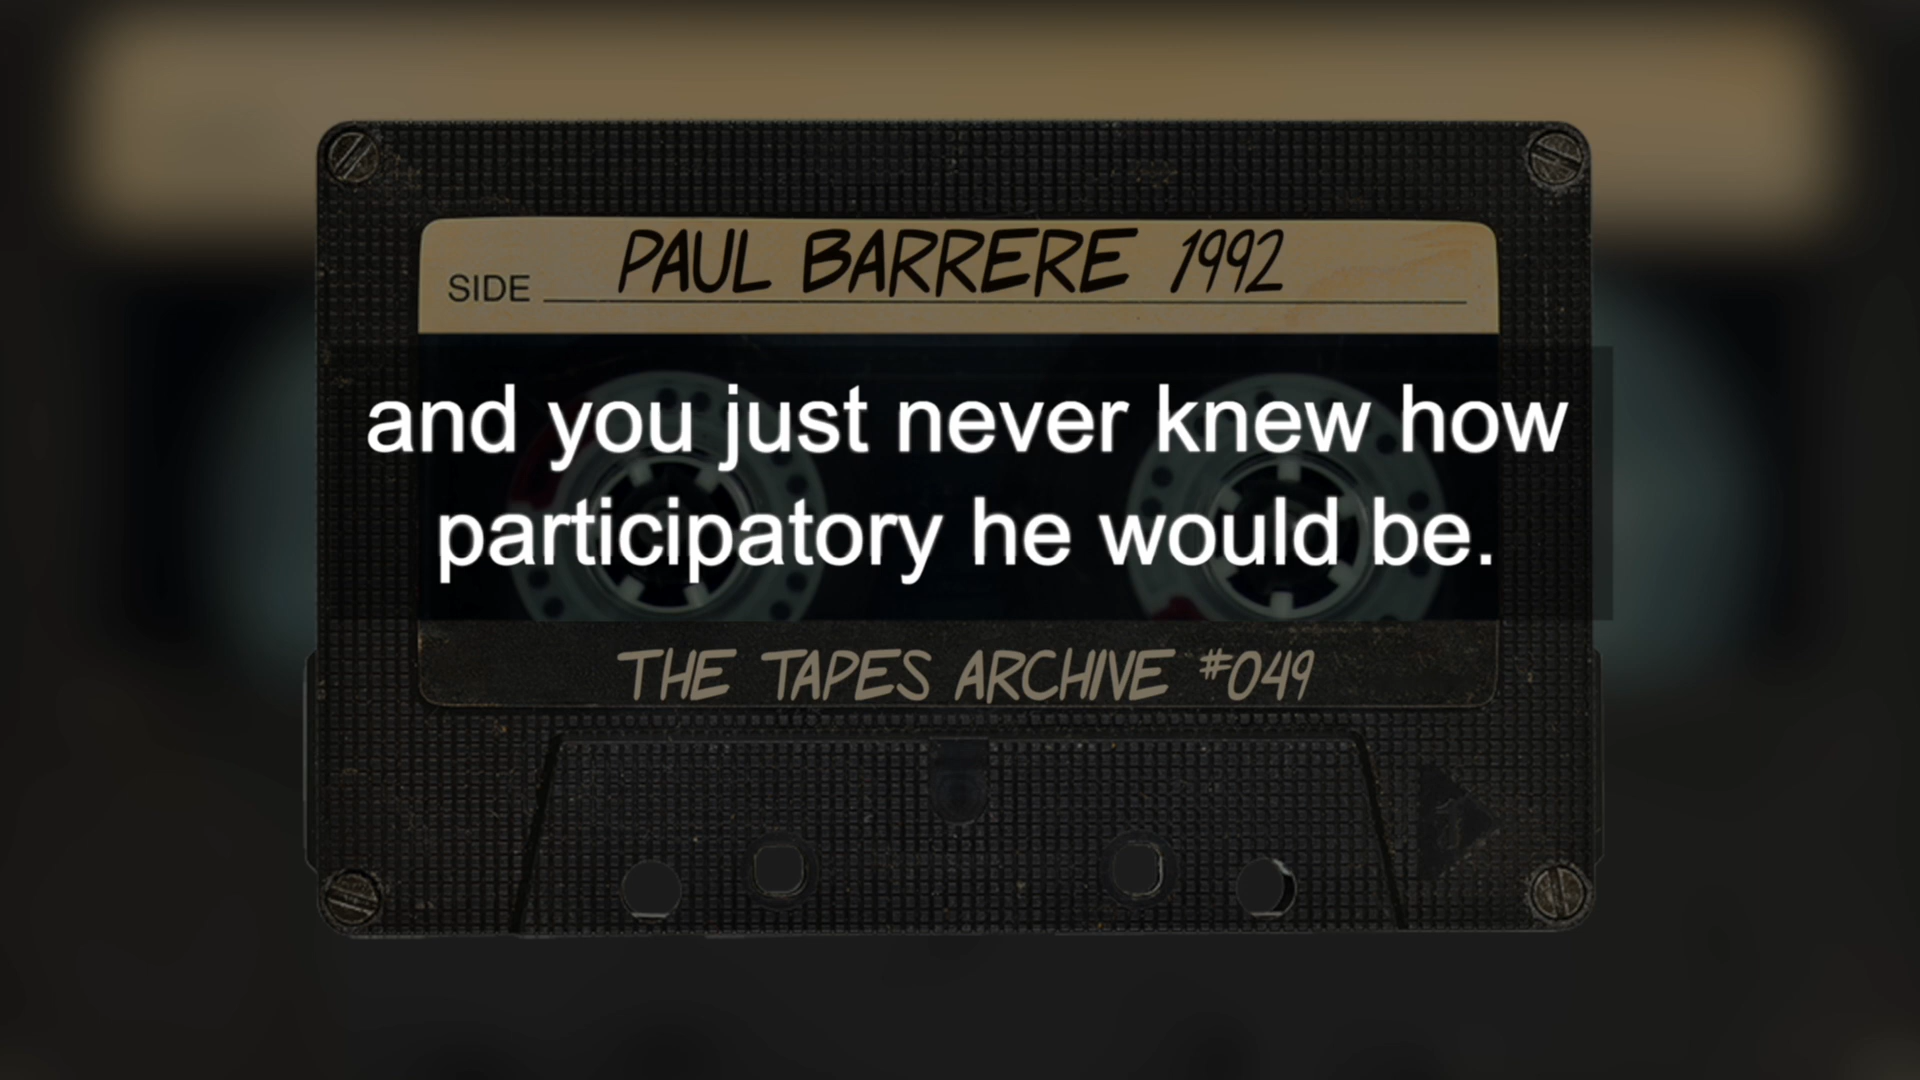 PAUL BARRERE 1992
SIDE
and you just never knew how
participatory he would be.
THE TAPES ARCHIVE #049